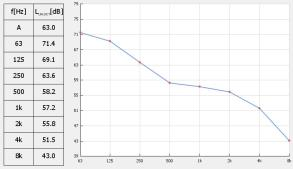 f[Hz] L [dB]
A 63.0
63 71.4
125 69.1
250 63.6
500 58.2
1k 57.2
2k 55.8
4k 51.5
8k 43.0
79
75
71
67
63
59
55
51
47
43
39
63 125 250 500 1k 2k 4k 8k